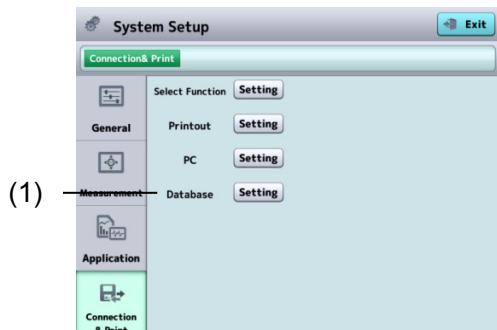 System Setup
Exit
Connection& Print
Select Function Setting
General
Printout Setting
PC Setting
(1)
Measurement
Database Setting
Application
Connection
& Print